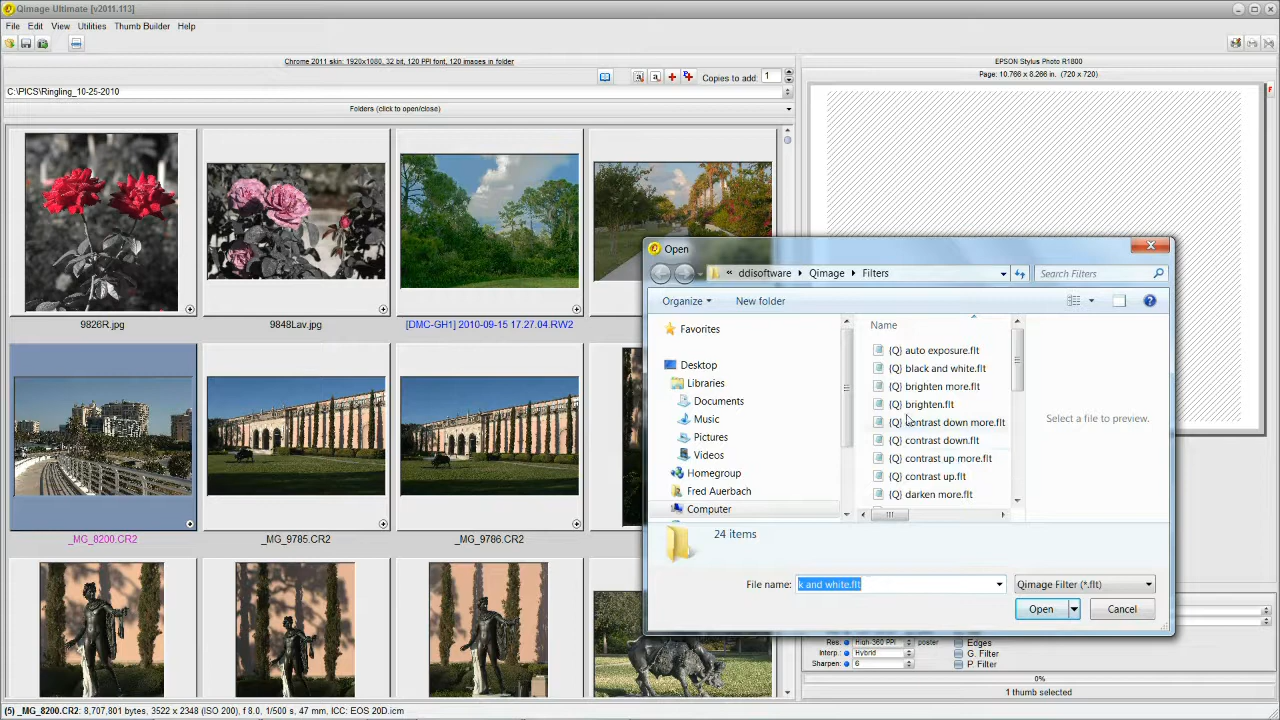 Qimage Ultimate [v2011.113]
File Edit View Utilities Thumb Builder Help
Chrome 2011 skin: 1920x1080, 32 bit, 120 PPI font, 120 images in folder
Copies to add: 1
C:\PICS\Ringling_10-25-2010
Folders (click to open/close)
9826R.jpg
9848Lav.jpg
[DMC-GH1] 2010-09-15 17.27.04.RW2
_MG_8200.CR2
_MG_9785.CR2
_MG_9786.CR2
EPSON Stylus Photo R1800
Page: 10.766 x 8.266 in. (720 x 720)
F
Open
« ddisoftware Qimage Filters
Search Filters
Organize New folder
Favorites
Desktop
Libraries
Documents
Music
Pictures
Videos
Homegroup
Fred Auerbach
Computer
Name
{Q} auto exposure.flt
{Q} black and white.flt
{Q} brighten more.flt
{Q} brighten.flt
{Q} contrast down more.flt
{Q} contrast down.flt
{Q} contrast up more.flt
{Q} contrast up.flt
{Q} darken more.flt
Select a file to preview.
24 items
File name: k and white.flt
Qimage Filter (*.flt)
Open Cancel
Res.: High-360 PPI poster Edges
Interp.: Hybrid G. Filter
Sharpen: 6 P. Filter
0%
1 thumb selected
(5) _MG_8200.CR2: 8,707,801 bytes, 3522 x 2348 (ISO 200), f 8.0, 1/500 s, 47 mm, ICC: EOS 20D.icm